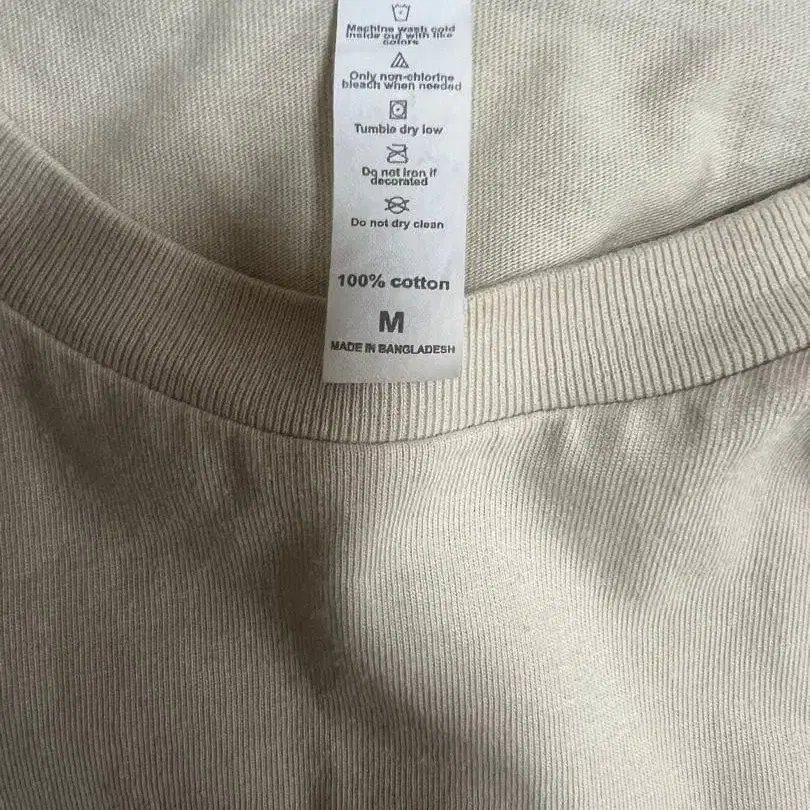 Machine wash cold
Inside out with like
colors
Only non-chlorine
bleach when needed
Tumble dry low
Do not iron if
decorated
Do not dry clean
100% cotton
M
MADE IN BANGLADESH